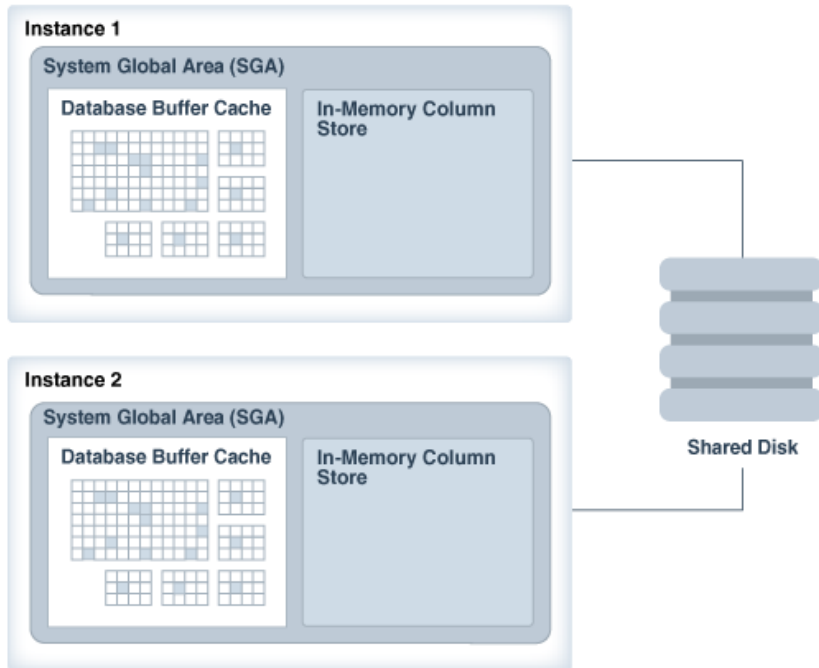 Instance 1
System Global Area (SGA)
Database Buffer Cache
In-Memory Column
Store
Instance 2
System Global Area (SGA)
Database Buffer Cache
In-Memory Column
Store
Shared Disk